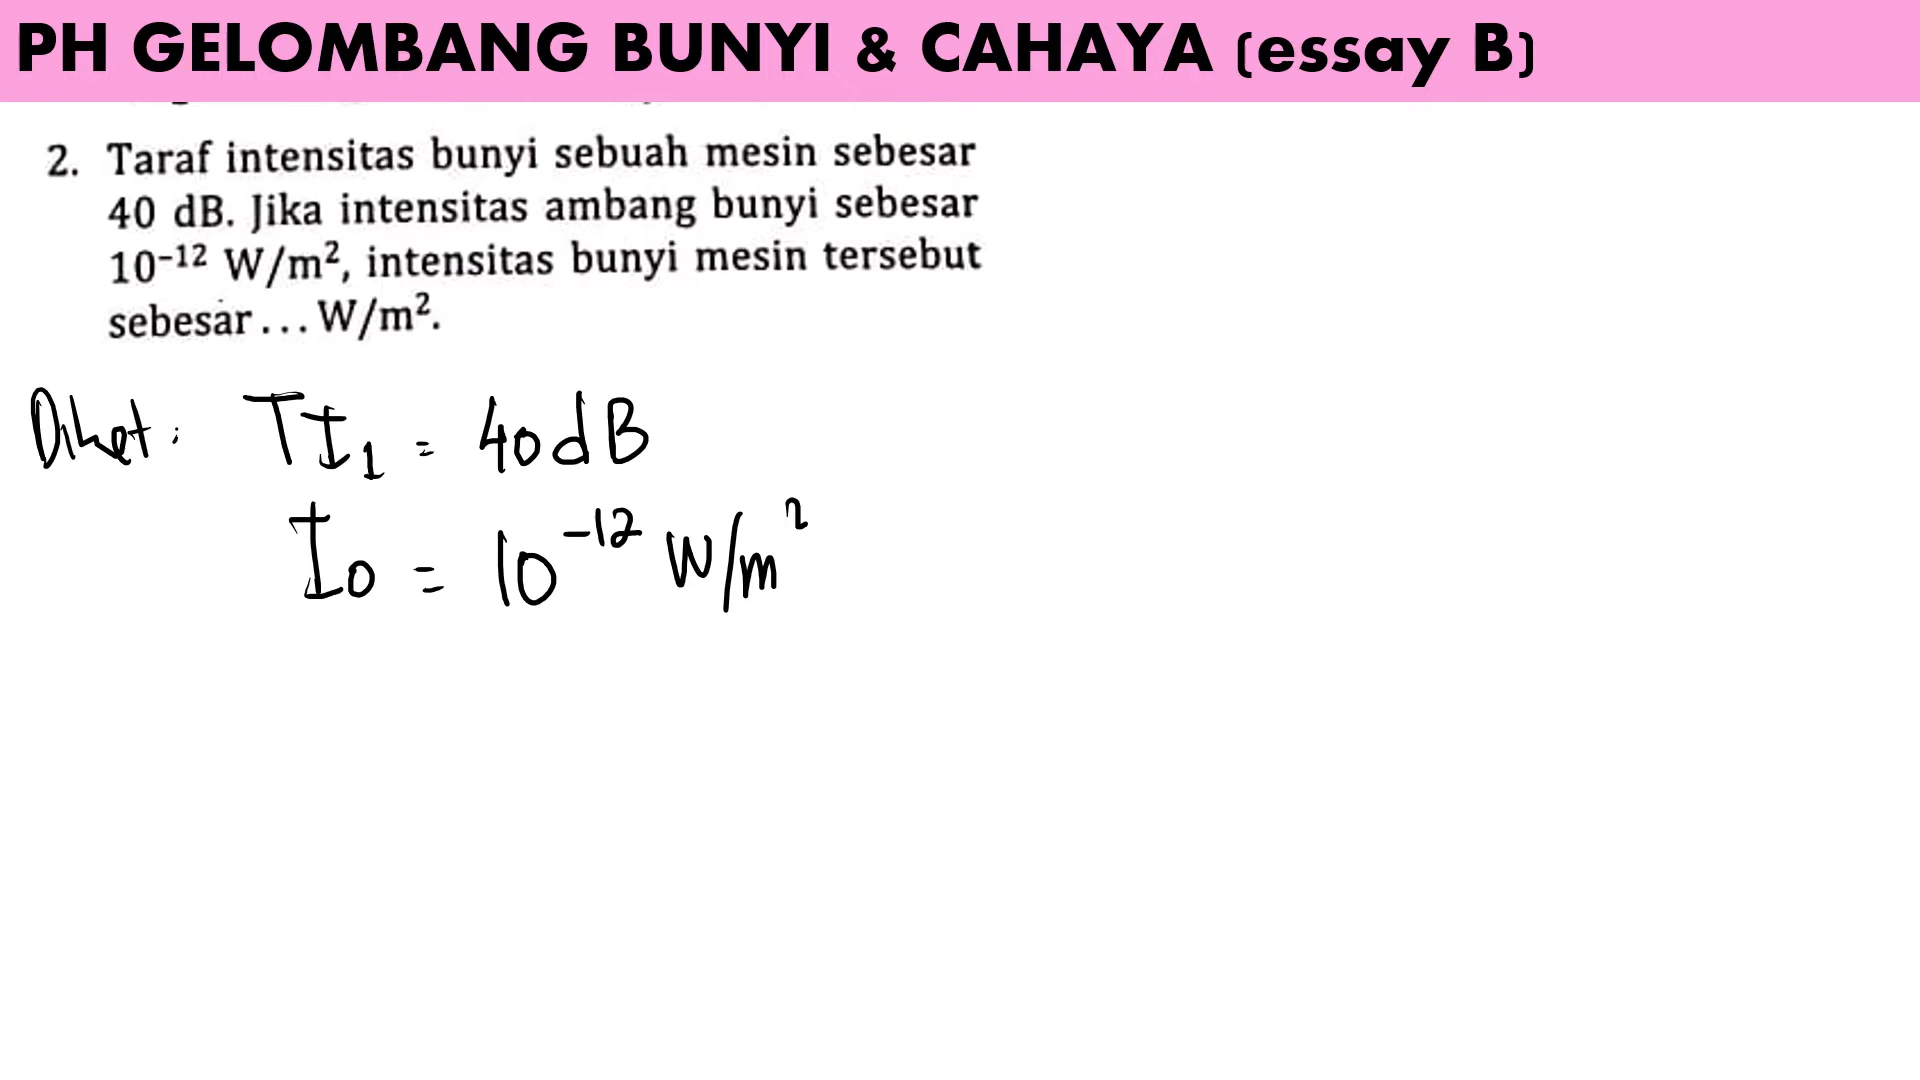 PH GELOMBANG BUNYI & CAHAYA (essay B)
2. Taraf intensitas bunyi sebuah mesin sebesar
40 dB. Jika intensitas ambang bunyi sebesar
10⁻¹² W/m², intensitas bunyi mesin tersebut
sebesar ... W/m².
Diket : TI₁ = 40 dB
I₀ = 10⁻¹² W/m²